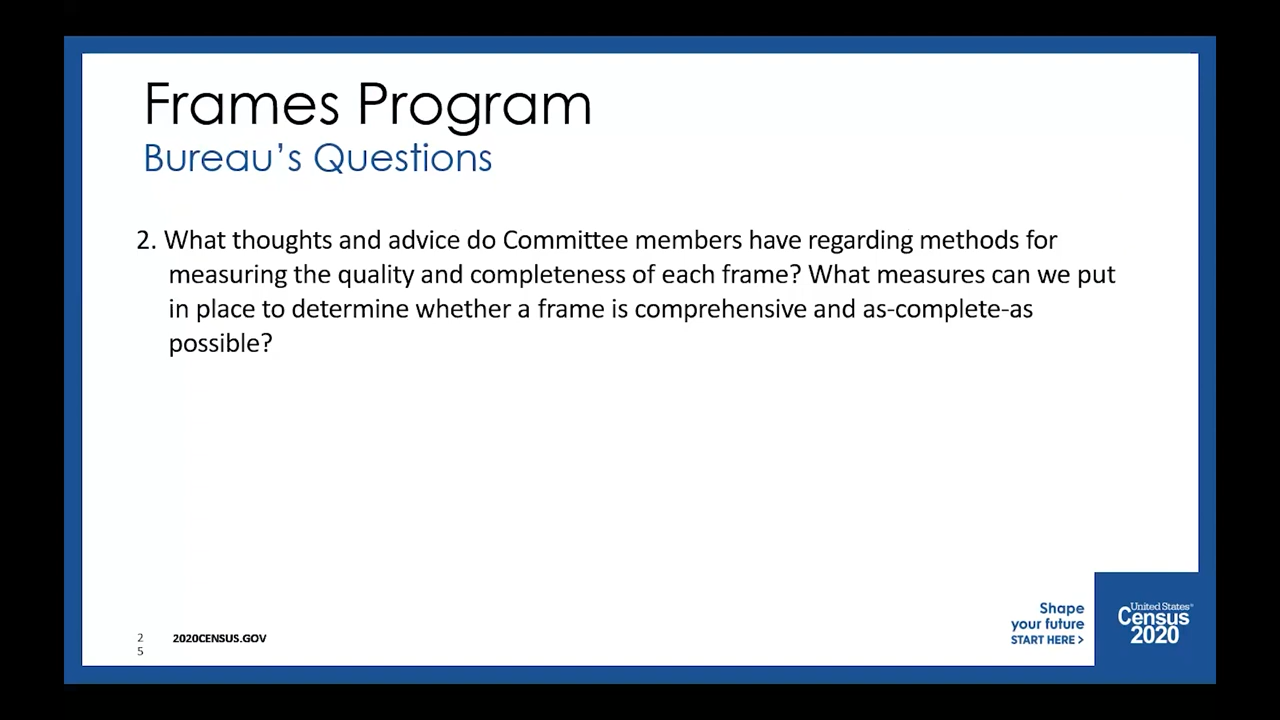 Frames Program
Bureau's Questions
2. What thoughts and advice do Committee members have regarding methods for
measuring the quality and completeness of each frame? What measures can we put
in place to determine whether a frame is comprehensive and as-complete-as
possible?
2
5
2020CENSUS.GOV
Shape
your future
START HERE >
United States®
Census
2020